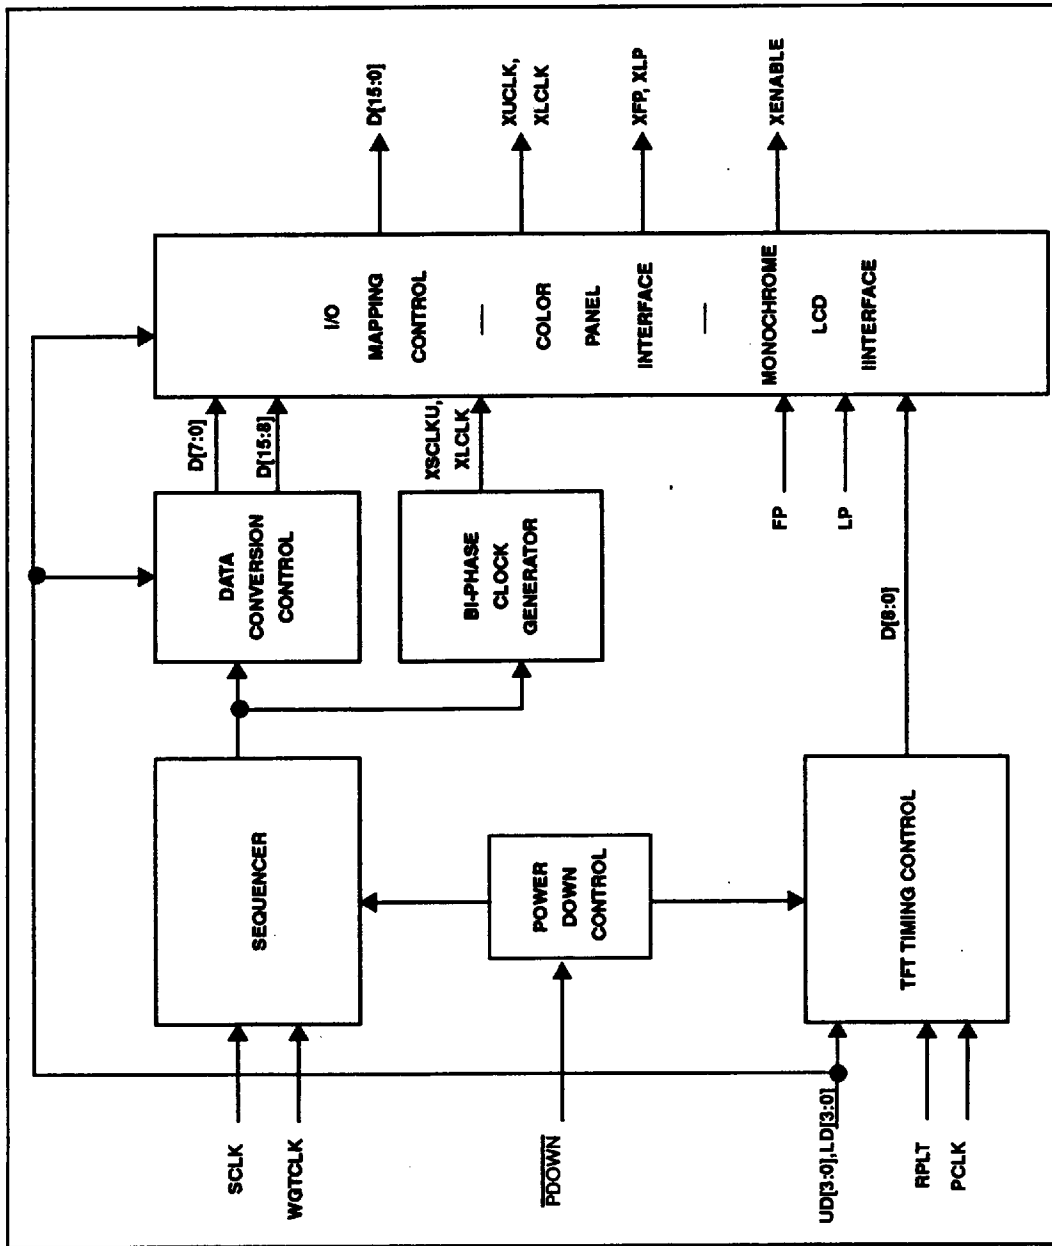 SCLK
WGTCLK
PDOWN
UD[3:0],LD[3:0]
RPLT
PCLK
SEQUENCER
POWER
DOWN
CONTROL
TFT TIMING CONTROL
DATA
CONVERSION
CONTROL
BI-PHASE
CLOCK
GENERATOR
FP
LP
D[8:0]
D[7:0]
D[15:8]
XSCLKU,
XLCLK
I/O
MAPPING
CONTROL
—
COLOR
PANEL
INTERFACE
—
MONOCHROME
LCD
IINTERFACE
D[15:0]
XUCLK,
XLCLK
XFP, XLP
XENABLE